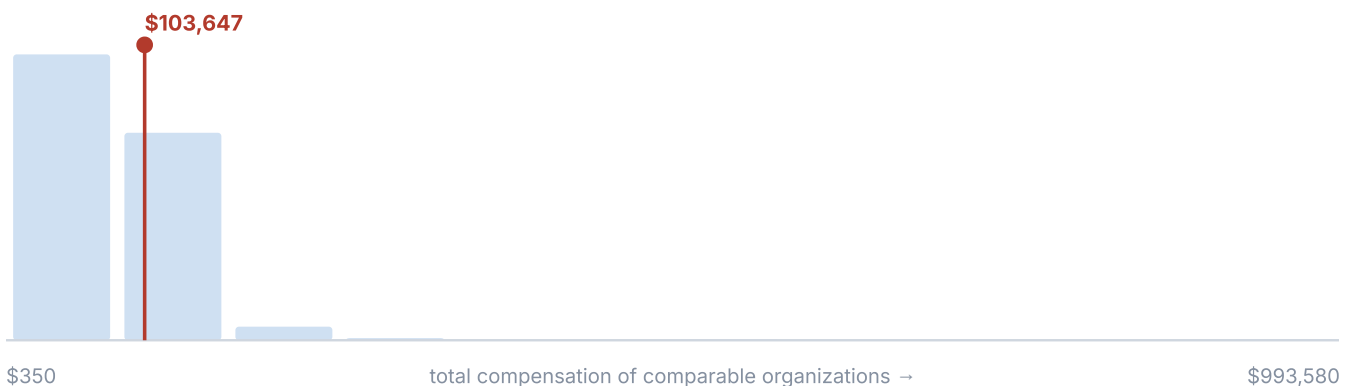 $103,647
$350 total compensation of comparable organizations → $993,580